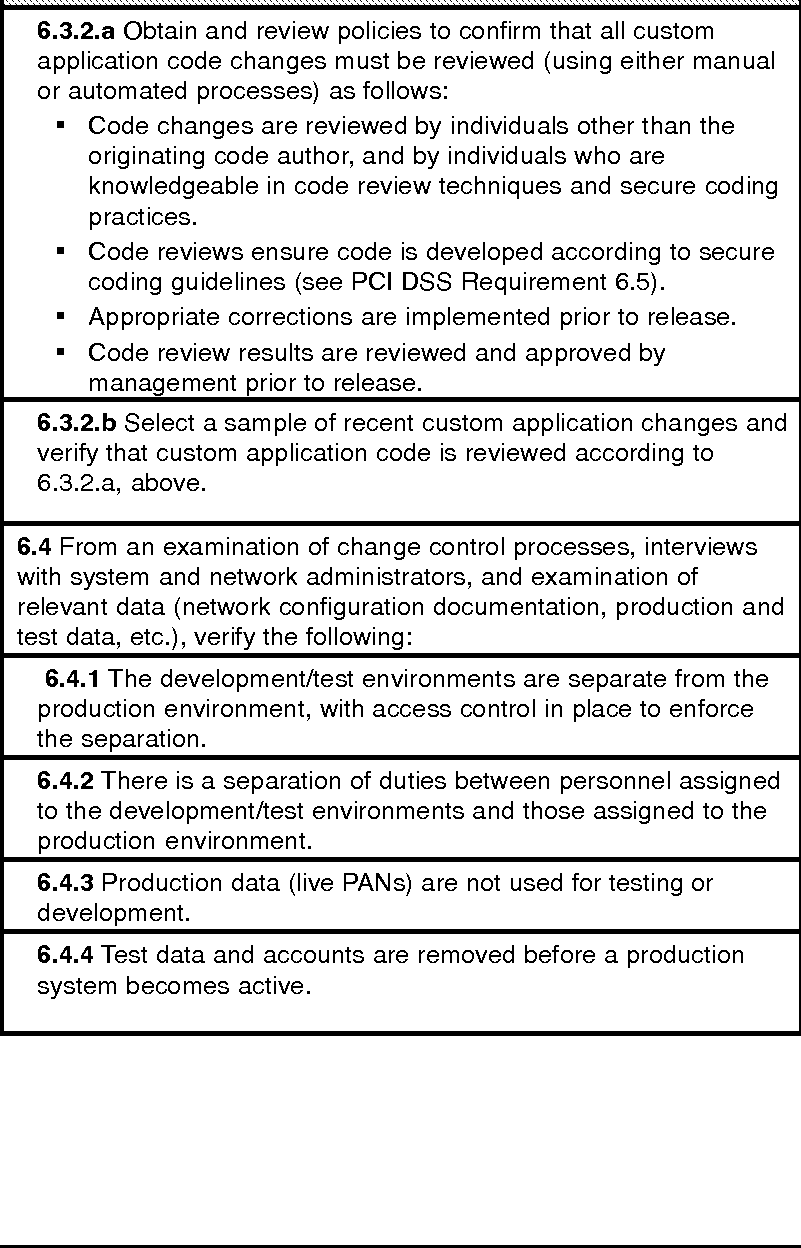 6.3.2.a Obtain and review policies to confirm that all custom
application code changes must be reviewed (using either manual
or automated processes) as follows:
▪ Code changes are reviewed by individuals other than the
originating code author, and by individuals who are
knowledgeable in code review techniques and secure coding
practices.
▪ Code reviews ensure code is developed according to secure
coding guidelines (see PCI DSS Requirement 6.5).
▪ Appropriate corrections are implemented prior to release.
▪ Code review results are reviewed and approved by
management prior to release.
6.3.2.b Select a sample of recent custom application changes and
verify that custom application code is reviewed according to
6.3.2.a, above.
6.4 From an examination of change control processes, interviews
with system and network administrators, and examination of
relevant data (network configuration documentation, production and
test data, etc.), verify the following:
6.4.1 The development/test environments are separate from the
production environment, with access control in place to enforce
the separation.
6.4.2 There is a separation of duties between personnel assigned
to the development/test environments and those assigned to the
production environment.
6.4.3 Production data (live PANs) are not used for testing or
development.
6.4.4 Test data and accounts are removed before a production
system becomes active.